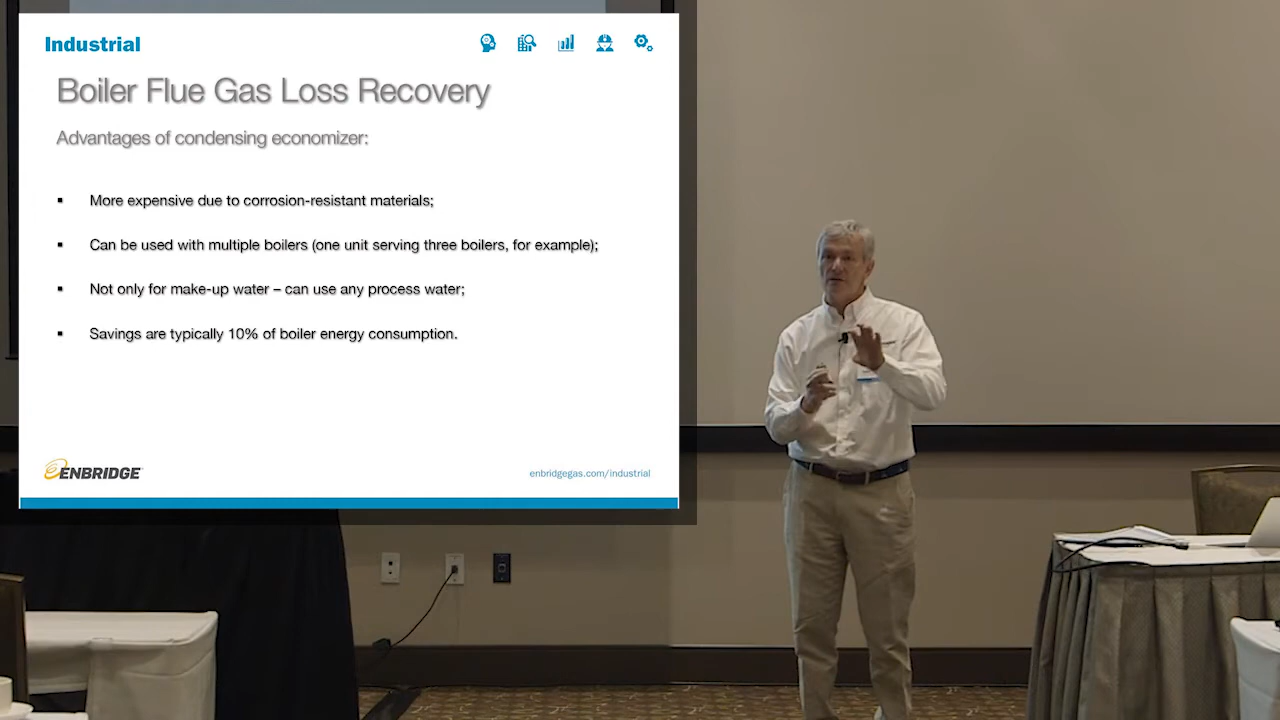 Industrial
Boiler Flue Gas Loss Recovery
Advantages of condensing economizer:
▪ More expensive due to corrosion-resistant materials;
▪ Can be used with multiple boilers (one unit serving three boilers, for example);
▪ Not only for make-up water – can use any process water;
▪ Savings are typically 10% of boiler energy consumption.
ENBRIDGE
enbridgegas.com/industrial